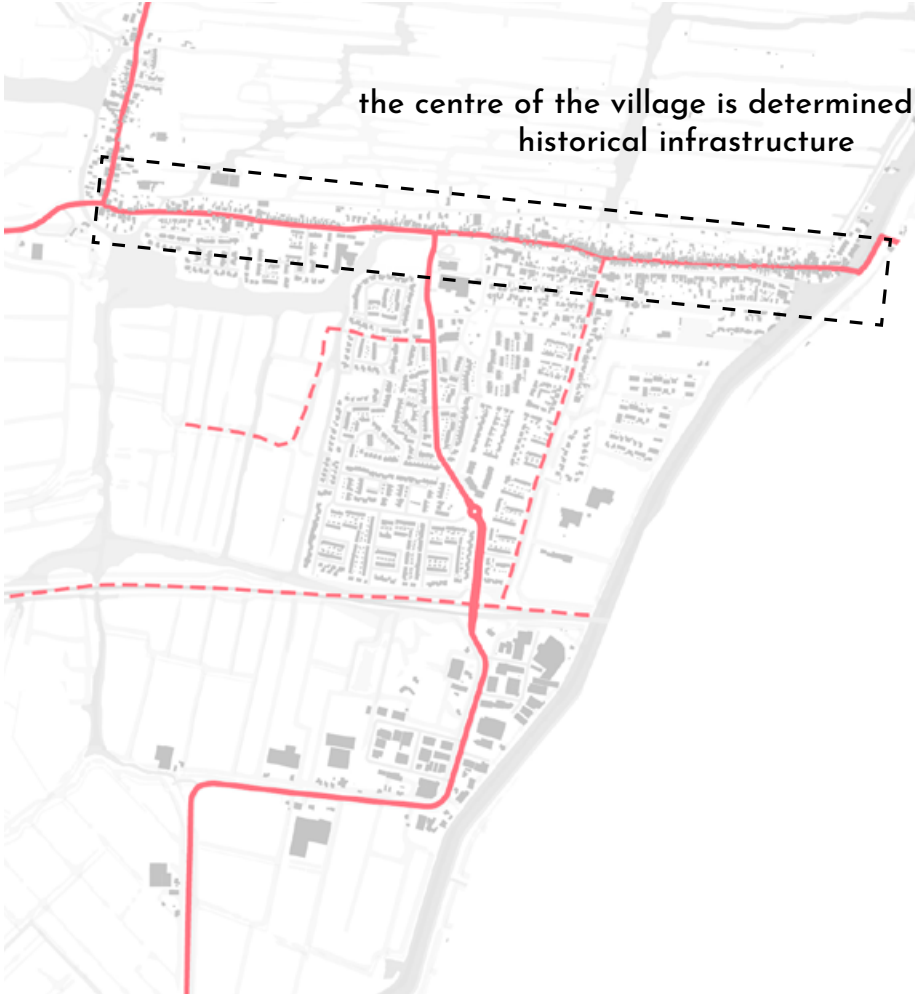 the centre of the village is determined
historical infrastructure